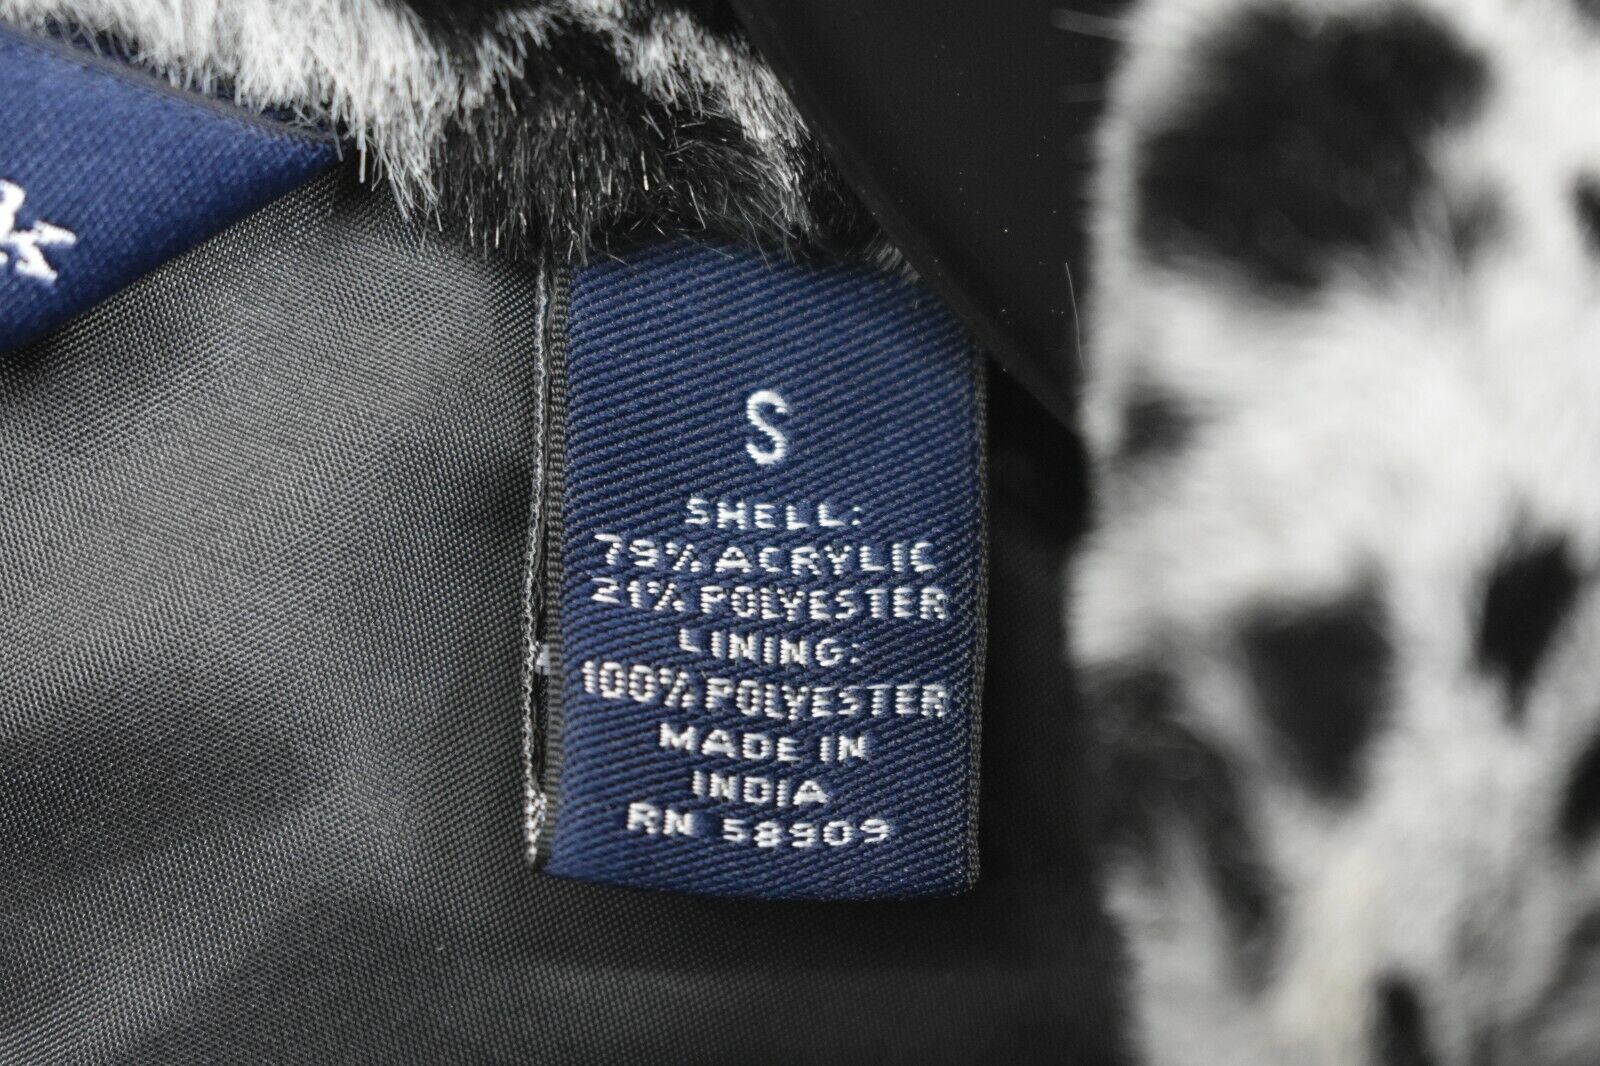 S
SHELL:
79% ACRYLIC
21% POLYESTER
LINING:
100% POLYESTER
MADE IN
INDIA
RN 58909